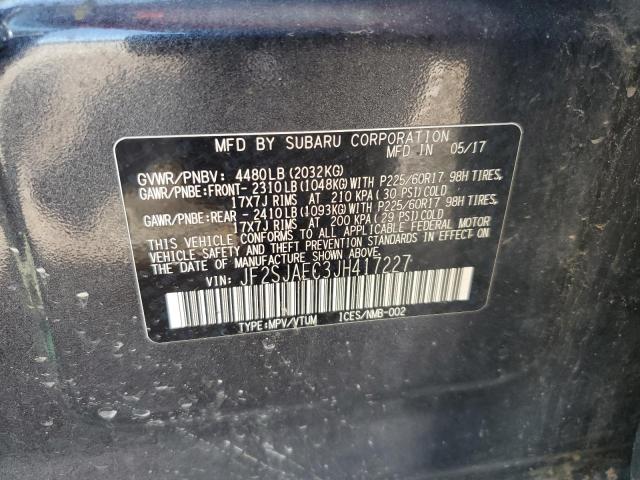 MFD BY SUBARU CORPORATION
MFD IN 05/17
GVWR/PNBV: 4480LB (2032KG)
GAWR/PNBE:FRONT- 2310LB (1048KG)WITH P225/60R17 98H TIRES,
17X7J RIMS AT 210 KPA (30 PSI)COLD
GAWR/PNBE:REAR -2410LB (1093KG)WITH P225/60R17 98H TIRES,
17X7J RIMS AT 200 KPA (29 PSI)COLD
THIS VEHICLE CONFORMS TO ALL APPLICABLE FEDERAL MOTOR
VEHICLE SAFETY AND THEFT PREVENTION STANDARDS IN EFFECT ON
THE DATE OF MANUFACTURE SHOWN ABOVE.
VIN: JF2SJAEC3JH417227
TYPE:MPV/VTUM ICES/NMB-002